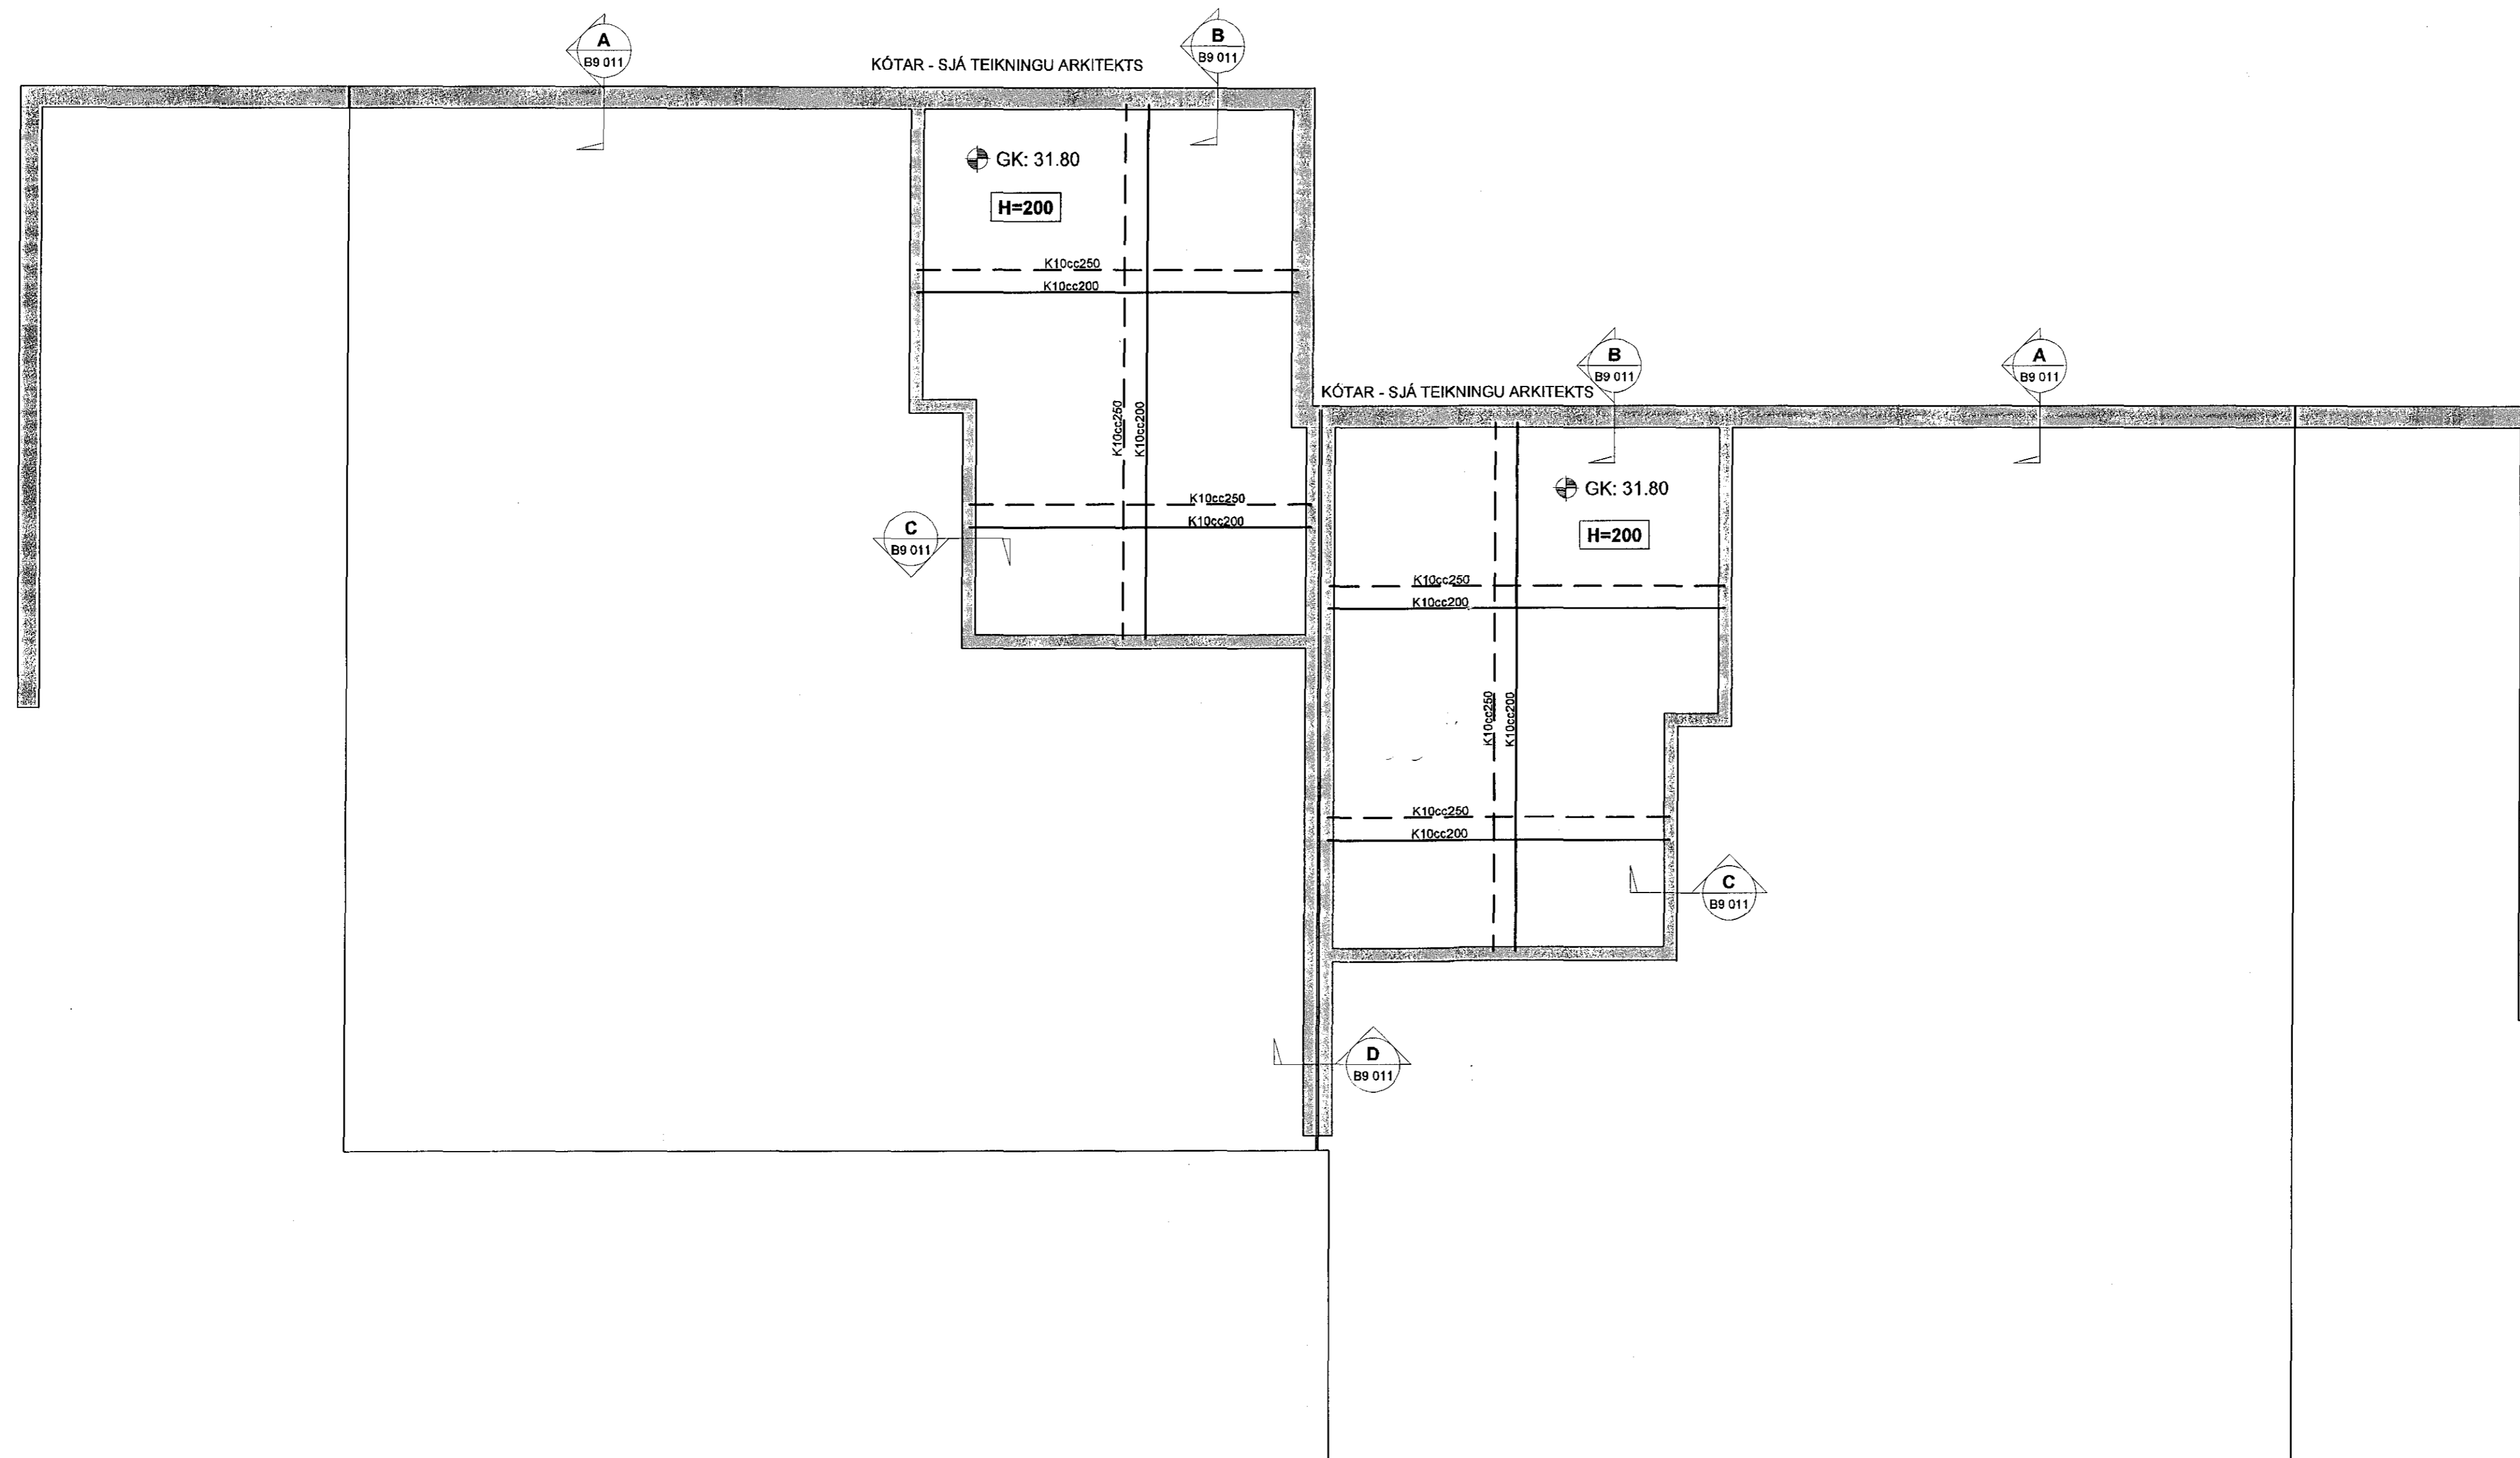 A
B9 011
B
B9 011
KÓTAR - SJÁ TEIKNINGU ARKITEKTS
GK: 31.80
H=200
K10cc250
K10cc200
K10cc250
K10cc200
K10cc250
K10cc200
C
B9 011
B
B9 011
A
B9 011
KÓTAR - SJÁ TEIKNINGU ARKITEKTS
GK: 31.80
H=200
K10cc250
K10cc200
K10cc250
K10cc200
K10cc250
K10cc200
C
B9 011
D
B9 011